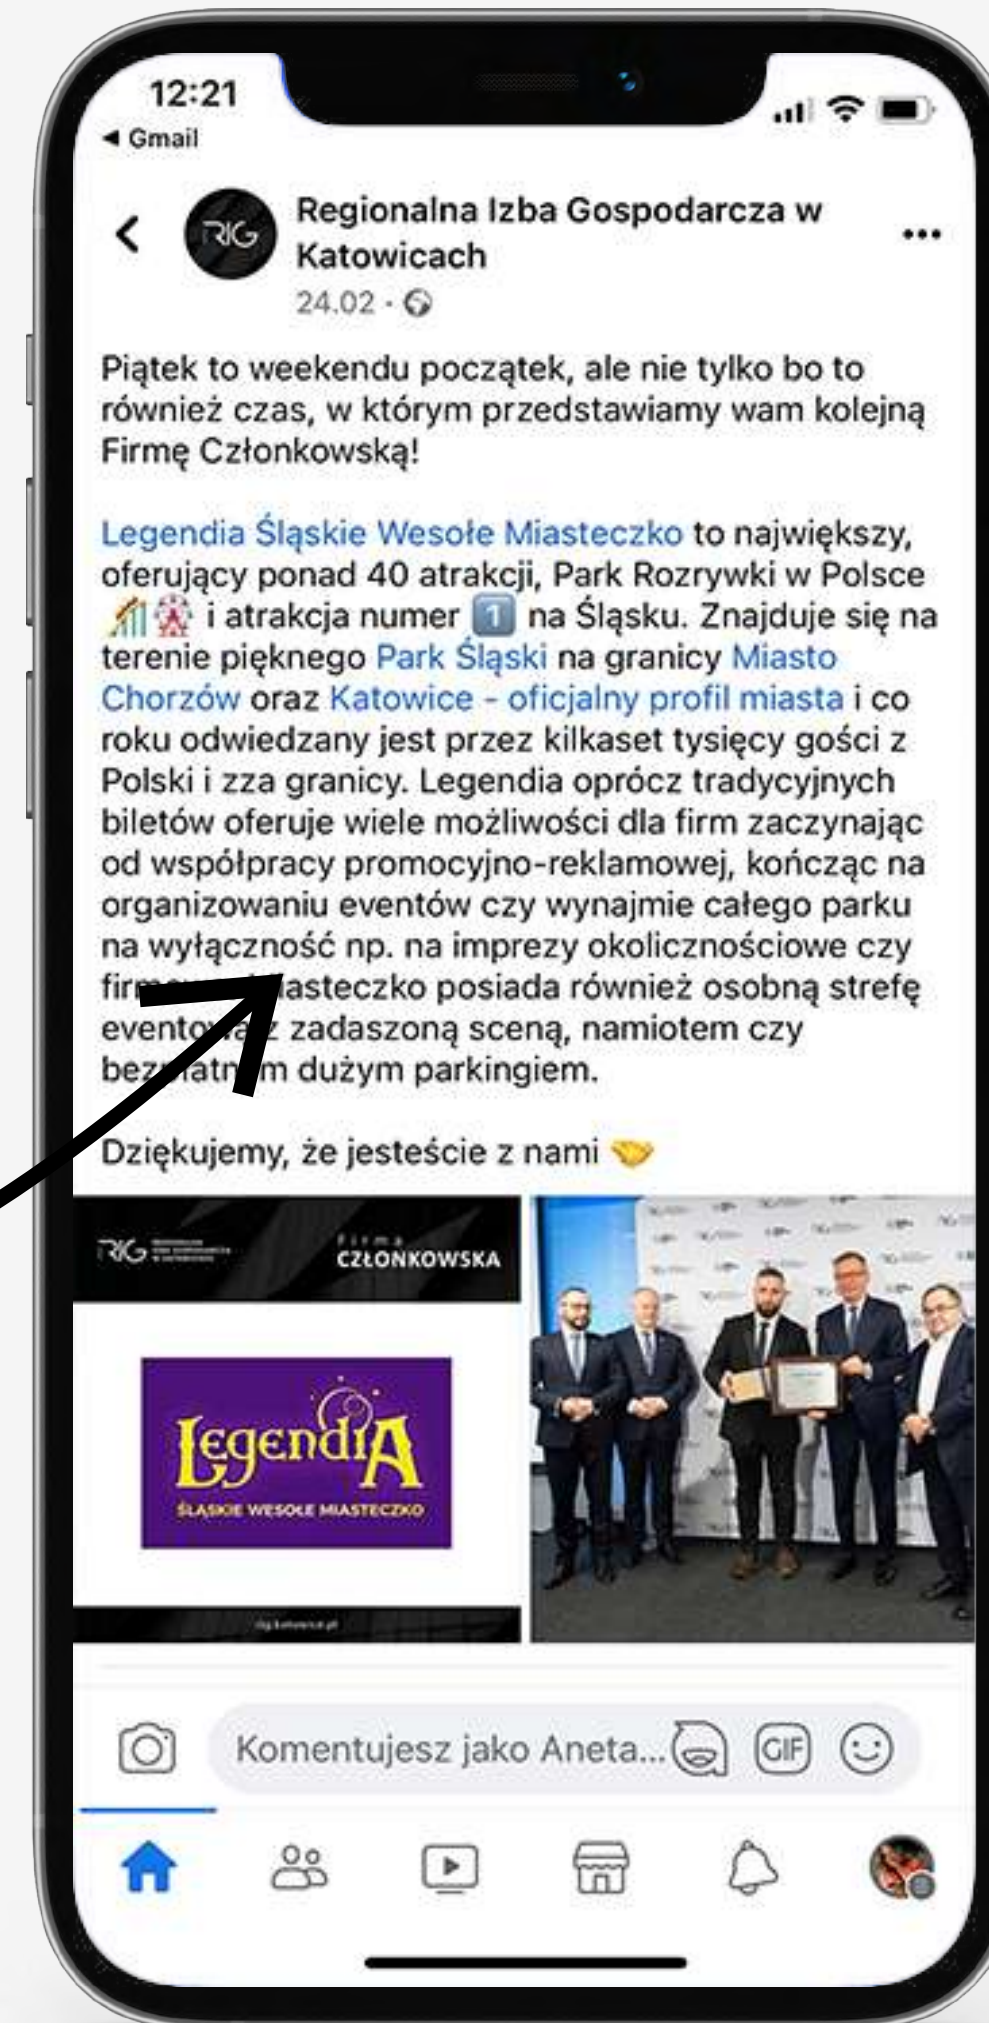 12:21
Gmail
RIG
Regionalna Izba Gospodarcza w
Katowicach
24.02
Piątek to weekendu początek, ale nie tylko bo to
również czas, w którym przedstawiamy wam kolejną
Firmę Członkowską!
Legendia Śląskie Wesołe Miasteczko to największy,
oferujący ponad 40 atrakcji, Park Rozrywki w Polsce
🎢🎡 i atrakcja numer 1️⃣ na Śląsku. Znajduje się na
terenie pięknego Park Śląski na granicy Miasto
Chorzów oraz Katowice - oficjalny profil miasta i co
roku odwiedzany jest przez kilkaset tysięcy gości z
Polski i zza granicy. Legendia oprócz tradycyjnych
biletów oferuje wiele możliwości dla firm zaczynając
od współpracy promocyjno-reklamowej, kończąc na
organizowaniu eventów czy wynajmie całego parku
na wyłączność np. na imprezy okolicznościowe czy
posiada również osobną strefę
z zadaszoną sceną, namiotem czy
dużym parkingiem.
Dziękujemy, że jesteście z nami 🤝
RIG
Firma
CZŁONKOWSKA
LEGENDIA
ŚLĄSKIE WESOŁE MIASTECZKO
rig.katowice.pl
Komentujesz jako Aneta...
GIF